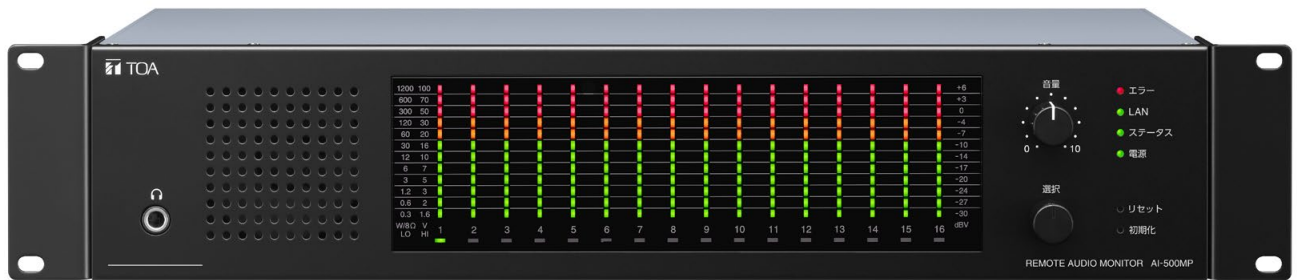 TOA
1200 100 +6
600 70 +3
300 50 0
120 30 -4
60 20 -7
30 16 -10
12 10 -14
6 7 -17
3 5 -20
1.2 3 -24
0.6 2 -27
0.3 1.6 -30
W/8Ω V 1 2 3 4 5 6 7 8 9 10 11 12 13 14 15 16 dBV
LO HI
音量
0 10
選択
エラー
LAN
ステータス
電源
リセット
初期化
REMOTE AUDIO MONITOR AI-500MP